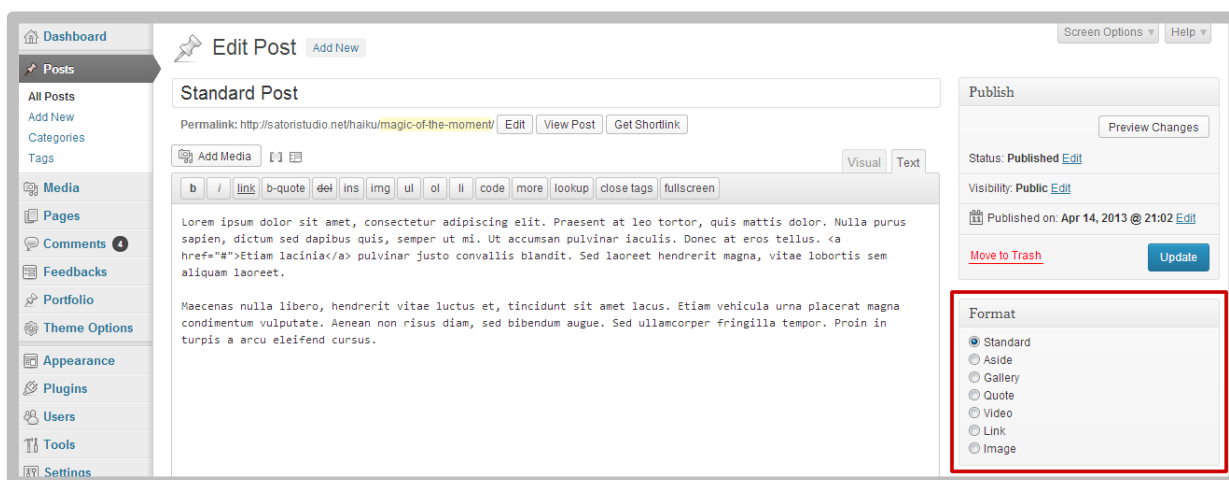 Dashboard
Posts
All Posts
Add New
Categories
Tags
Media
Pages
Comments 4
Feedbacks
Portfolio
Theme Options
Appearance
Plugins
Users
Tools
Settings
Screen Options Help
Edit Post Add New
Standard Post
Permalink: http://satoristudio.net/haiku/magic-of-the-moment/ Edit View Post Get Shortlink
Add Media
Visual Text
b i link b-quote del ins img ul ol li code more lookup close tags fullscreen
Lorem ipsum dolor sit amet, consectetur adipiscing elit. Praesent at leo tortor, quis mattis dolor. Nulla purus
sapien, dictum sed dapibus quis, semper ut mi. Ut accumsan pulvinar iaculis. Donec at eros tellus. <a
href="#">Etiam lacinia</a> pulvinar justo convallis blandit. Sed laoreet hendrerit magna, vitae lobortis sem
aliquam laoreet.
Maecenas nulla libero, hendrerit vitae luctus et, tincidunt sit amet lacus. Etiam vehicula urna placerat magna
condimentum vulputate. Aenean non risus diam, sed bibendum augue. Sed ullamcorper fringilla tempor. Proin in
turpis a arcu eleifend cursus.
Publish
Preview Changes
Status: Published Edit
Visibility: Public Edit
11 Published on: Apr 14, 2013 @ 21:02 Edit
Move to Trash Update
Format
Standard
Aside
Gallery
Quote
Video
Link
Image